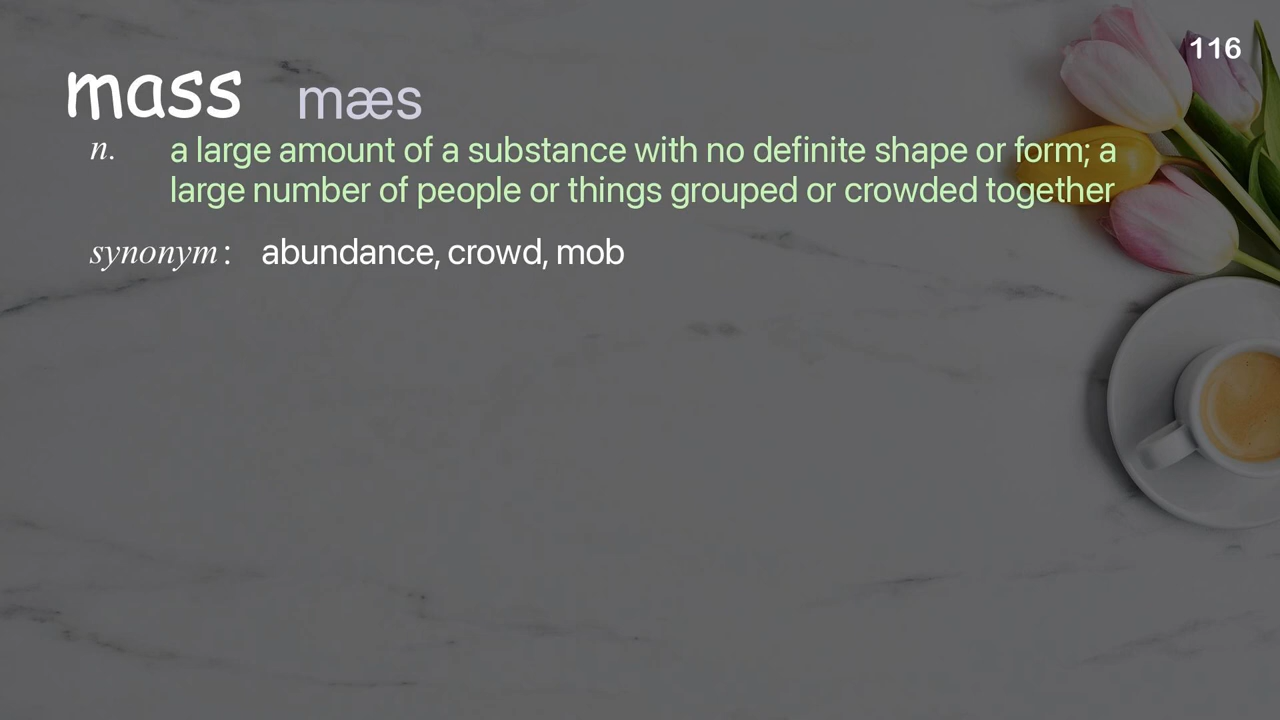 116
mass mæs
n. a large amount of a substance with no definite shape or form; a
large number of people or things grouped or crowded together
synonym: abundance, crowd, mob